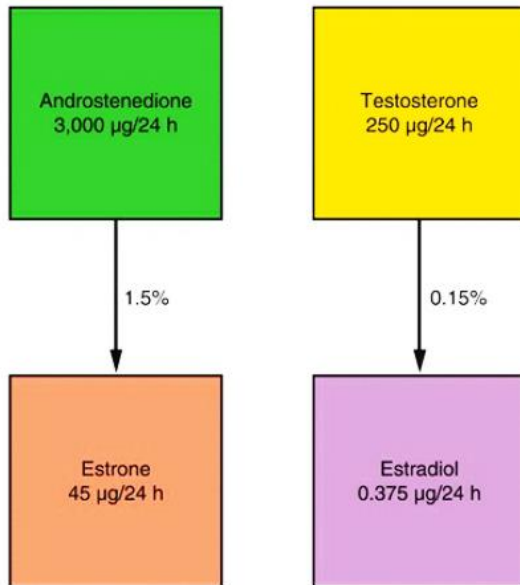 Androstenedione
3,000 µg/24 h
Testosterone
250 µg/24 h
1.5%
0.15%
Estrone
45 µg/24 h
Estradiol
0.375 µg/24 h